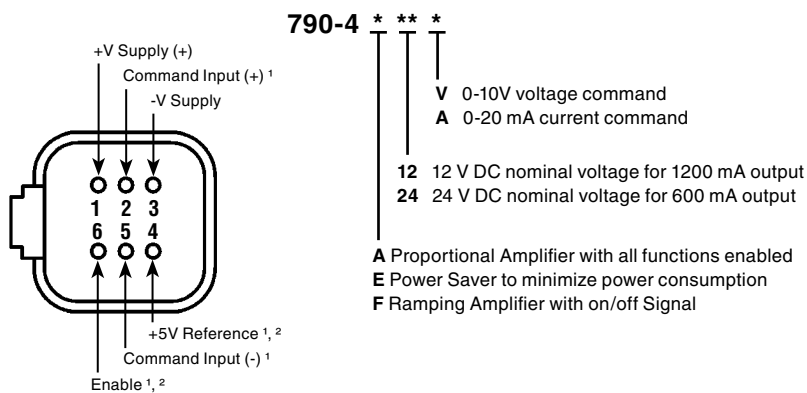 790-4 * ** *
+V Supply (+)
Command Input (+) ¹
-V Supply
1 2 3
6 5 4
+5V Reference ¹, ²
Command Input (-) ¹
Enable ¹, ²
V 0-10V voltage command
A 0-20 mA current command
12 12 V DC nominal voltage for 1200 mA output
24 24 V DC nominal voltage for 600 mA output
A Proportional Amplifier with all functions enabled
E Power Saver to minimize power consumption
F Ramping Amplifier with on/off Signal